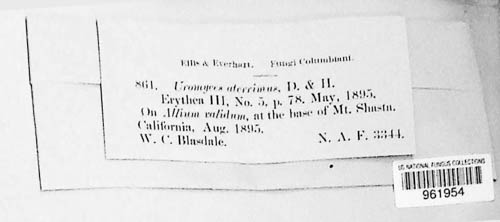 Ellis & Everhart.   Fungi Columbiani.
861. Uromyces aterrimus, D. & H.
Erythea III, No. 5, p. 78. May, 1895.
On Allium validum, at the base of Mt. Shasta.
California, Aug. 1895.
W. C. Blasdale.   N. A. F. 3344.
US NATIONAL FUNGUS COLLECTIONS
961954